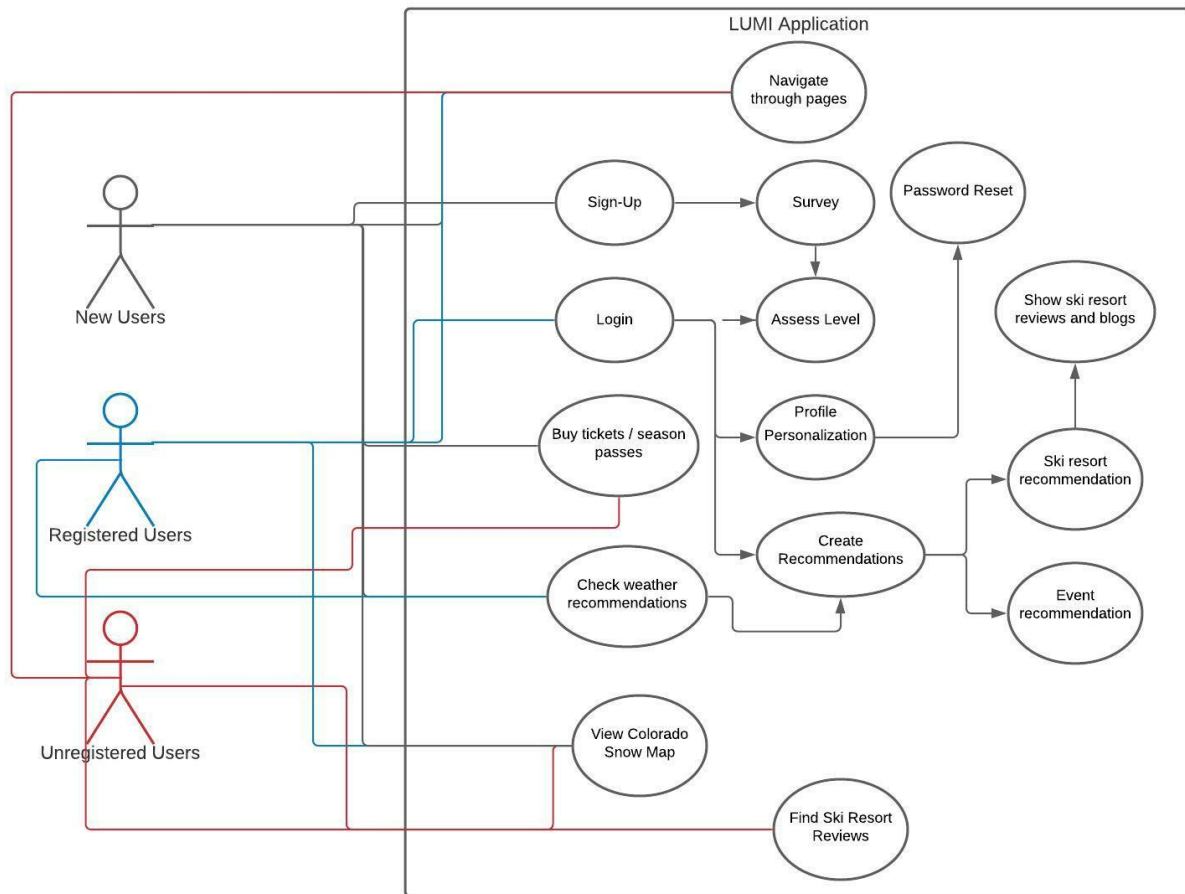 LUMI Application
Navigate
through pages
Sign-Up
Survey
Password Reset
New Users
Login
Assess Level
Show ski resort
reviews and blogs
Buy tickets / season
passes
Profile
Personalization
Ski resort
recommendation
Registered Users
Create
Recommendations
Check weather
recommendations
Event
recommendation
Unregistered Users
View Colorado
Snow Map
Find Ski Resort
Reviews